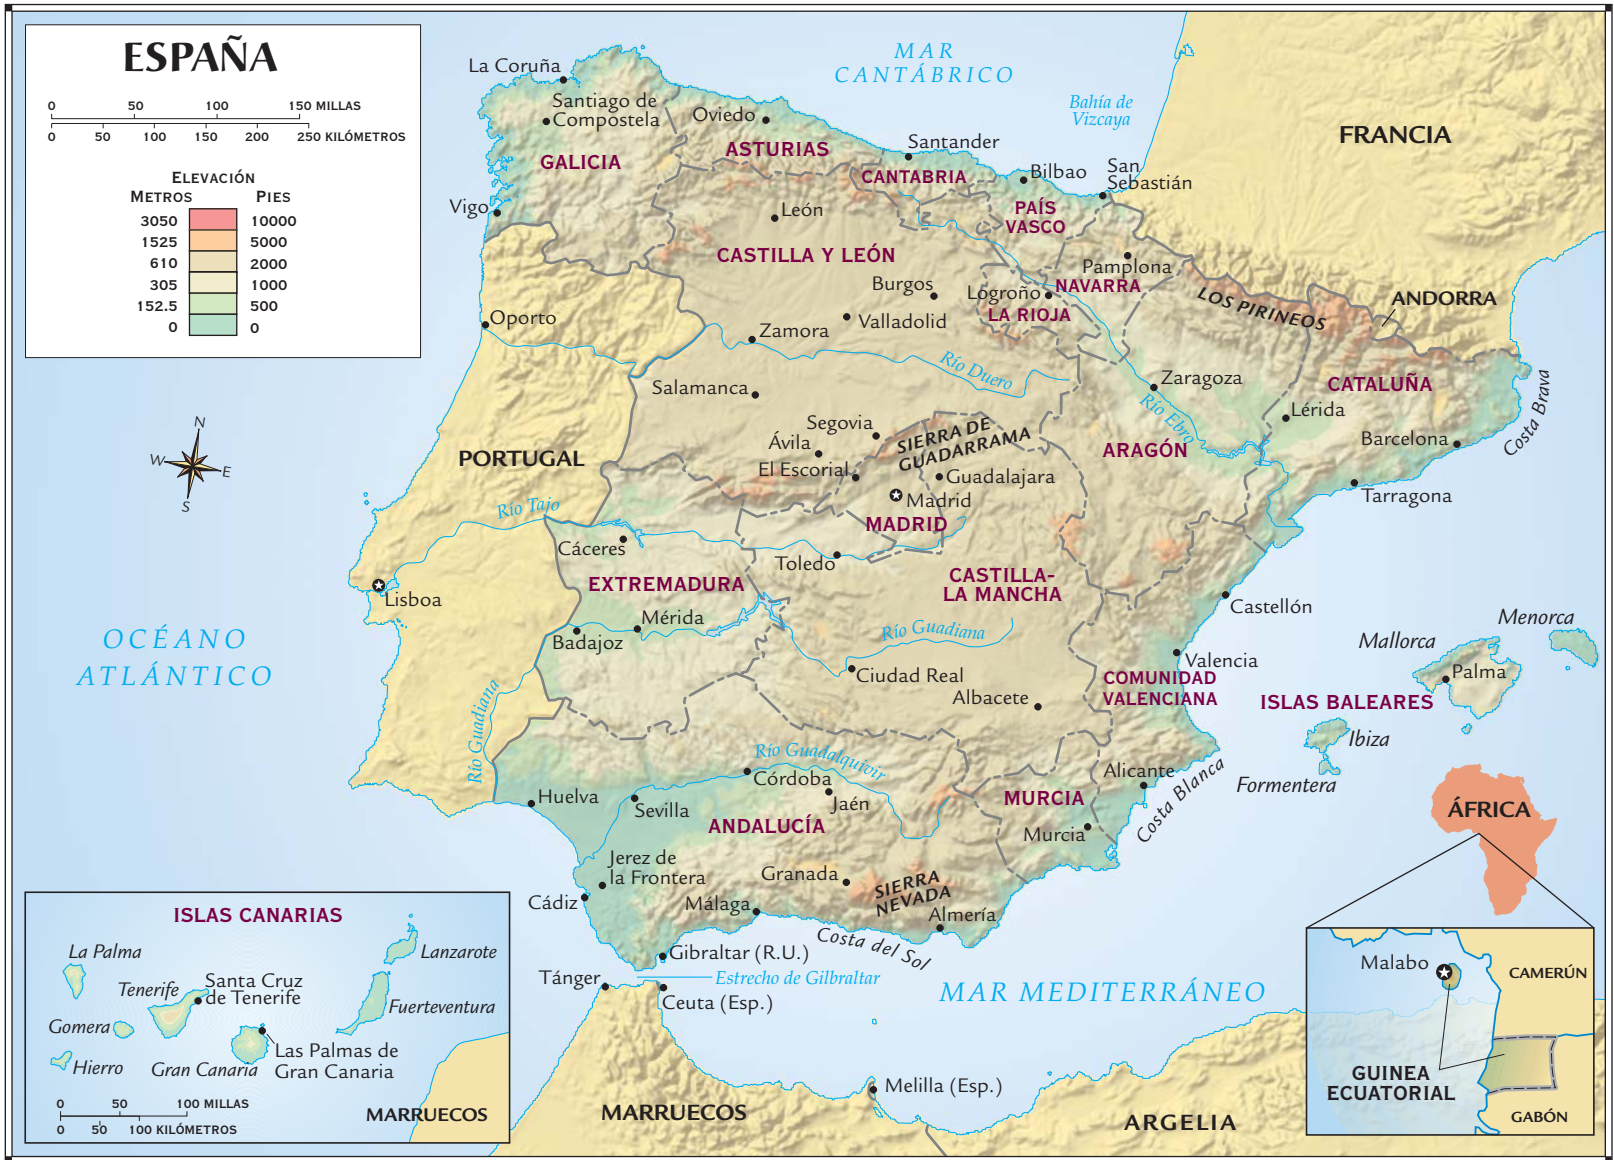 ESPAÑA
0 50 100 150 MILLAS
0 50 100 150 200 250 KILÓMETROS
ELEVACIÓN
METROS PIES
3050 10000
1525 5000
610 2000
305 1000
152.5 500
0 0
MAR
CANTÁBRICO
Bahía de
Vizcaya
FRANCIA
La Coruña
Santiago de
Compostela
GALICIA
Vigo
Oviedo
ASTURIAS
Santander
CANTABRIA
Bilbao
San
Sebastián
PAÍS
VASCO
León
CASTILLA Y LEÓN
Burgos
Pamplona
NAVARRA
Logroño
LA RIOJA
LOS PIRINEOS
ANDORRA
Oporto
Zamora
Valladolid
Río Duero
Salamanca
Zaragoza
Río Ebro
CATALUÑA
Lérida
Costa Brava
Barcelona
Tarragona
ARAGÓN
Segovia
Ávila
El Escorial
SIERRA DE
GUADARRAMA
Guadalajara
Madrid
MADRID
N
W
E
S
PORTUGAL
Río Tajo
Cáceres
Toledo
EXTREMADURA
CASTILLA-
LA MANCHA
Lisboa
Mérida
Badajoz
Río Guadiana
Castellón
Valencia
COMUNIDAD
VALENCIANA
Ciudad Real
Albacete
OCÉANO
ATLÁNTICO
Menorca
Mallorca
Palma
ISLAS BALEARES
Ibiza
Formentera
Río Guadiana
Río Guadalquivir
Córdoba
Jaén
Huelva
Sevilla
ANDALUCÍA
MURCIA
Murcia
Alicante
Costa Blanca
Jerez de
la Frontera
Cádiz
Granada
SIERRA
NEVADA
Málaga
Almería
Costa del Sol
Gibraltar (R.U.)
Estrecho de Gilbraltar
Tánger
Ceuta (Esp.)
MAR MEDITERRÁNEO
Melilla (Esp.)
MARRUECOS
ARGELIA
ISLAS CANARIAS
La Palma
Lanzarote
Tenerife
Santa Cruz
de Tenerife
Fuerteventura
Gomera
Hierro
Gran Canaria
Las Palmas de
Gran Canaria
0 50 100 MILLAS
0 50 100 KILÓMETROS
MARRUECOS
ÁFRICA
Malabo
CAMERÚN
GUINEA
ECUATORIAL
GABÓN